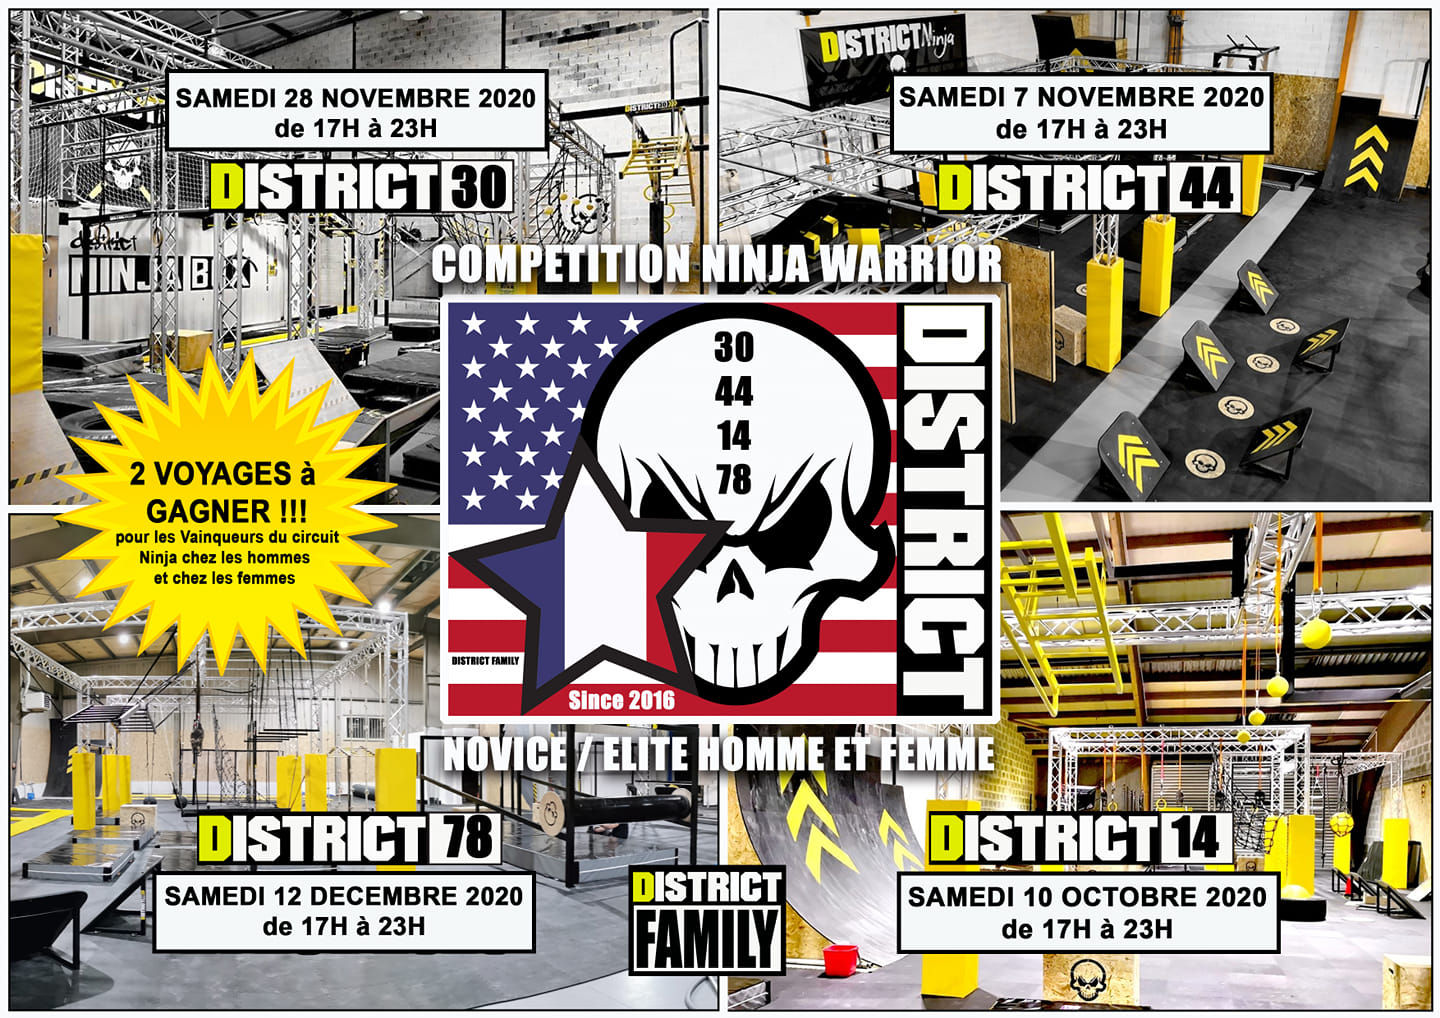 SAMEDI 28 NOVEMBRE 2020
de 17H à 23H
DISTRICT 30
DISTRICT30
district
NINJA BOX
DISTRICT Ninja
SAMEDI 7 NOVEMBRE 2020
de 17H à 23H
DISTRICT 44
COMPETITION NINJA WARRIOR
30
44
14
78
DISTRICT
DISTRICT FAMILY
Since 2016
2 VOYAGES à
GAGNER !!!
pour les Vainqueurs du circuit
Ninja chez les hommes
et chez les femmes
NOVICE / ELITE HOMME ET FEMME
DISTRICT 78
SAMEDI 12 DECEMBRE 2020
de 17H à 23H
DISTRICT FAMILY
DISTRICT 14
SAMEDI 10 OCTOBRE 2020
de 17H à 23H